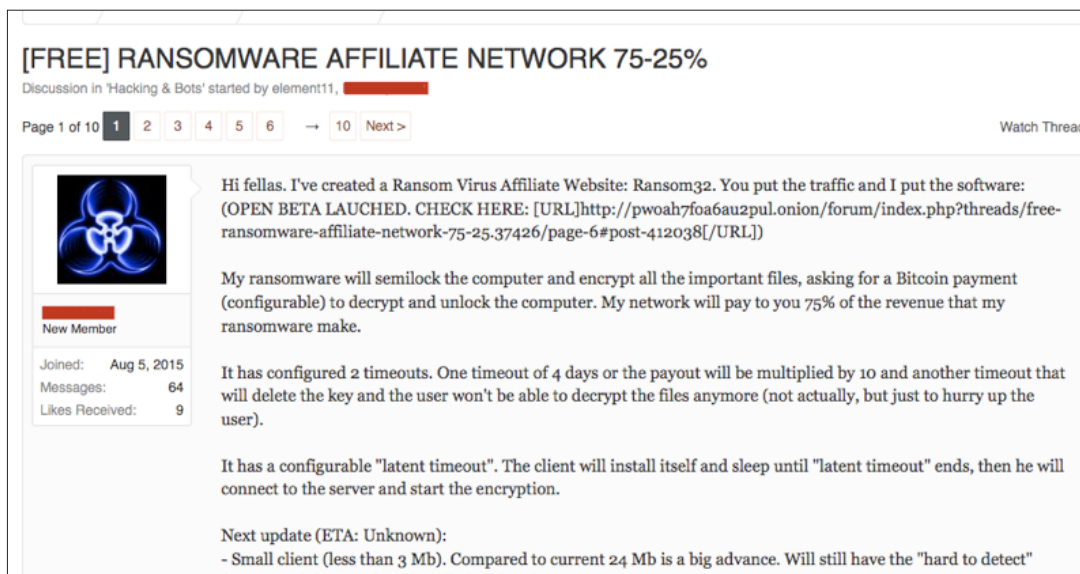 [FREE] RANSOMWARE AFFILIATE NETWORK 75-25%
Discussion in 'Hacking & Bots' started by element11,
Page 1 of 10 1 2 3 4 5 6 → 10 Next >
Watch Thread
New Member
Joined: Aug 5, 2015
Messages: 64
Likes Received: 9
Hi fellas. I've created a Ransom Virus Affiliate Website: Ransom32. You put the traffic and I put the software:
(OPEN BETA LAUCHED. CHECK HERE: [URL]http://pwoah7foa6au2pul.onion/forum/index.php?threads/free-
ransomware-affiliate-network-75-25.37426/page-6#post-412038[/URL])
My ransomware will semilock the computer and encrypt all the important files, asking for a Bitcoin payment
(configurable) to decrypt and unlock the computer. My network will pay to you 75% of the revenue that my
ransomware make.
It has configured 2 timeouts. One timeout of 4 days or the payout will be multiplied by 10 and another timeout that
will delete the key and the user won't be able to decrypt the files anymore (not actually, but just to hurry up the
user).
It has a configurable "latent timeout". The client will install itself and sleep until "latent timeout" ends, then he will
connect to the server and start the encryption.
Next update (ETA: Unknown):
- Small client (less than 3 Mb). Compared to current 24 Mb is a big advance. Will still have the "hard to detect"